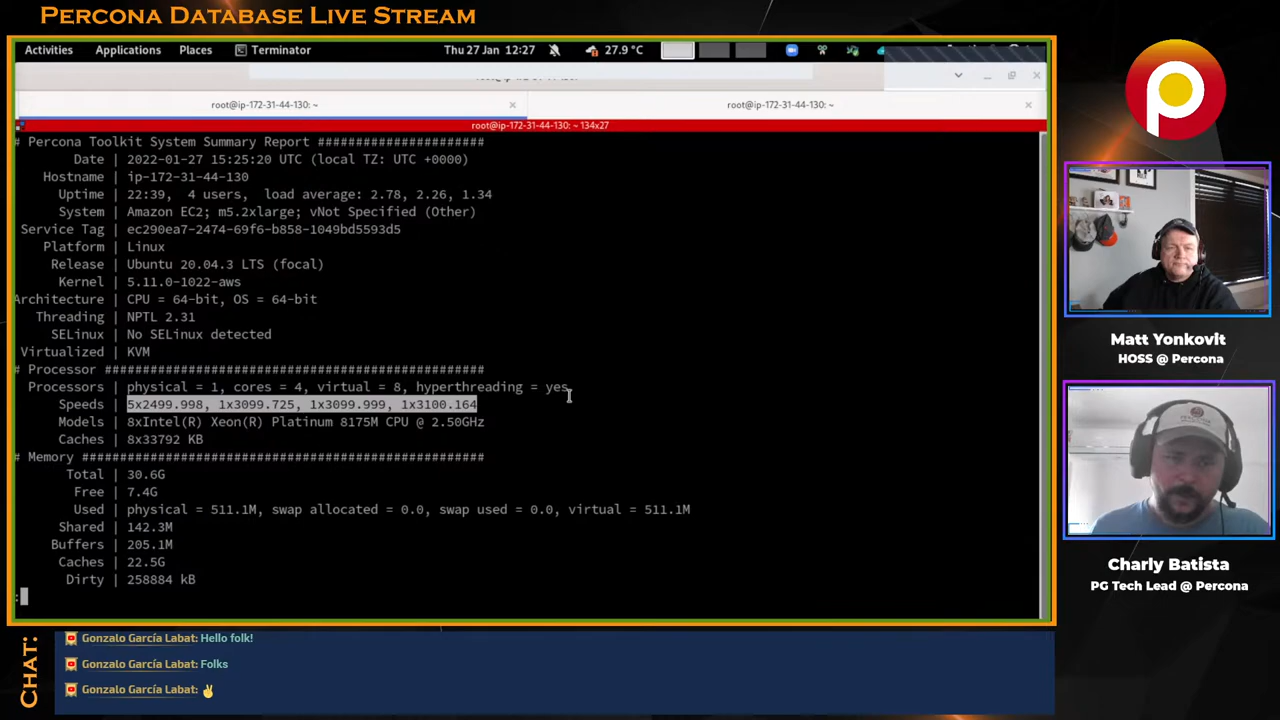 Percona Database Live Stream
Activities Applications Places Terminator Thu 27 Jan 12:27 27.9 °C
root@ip-172-31-44-130: ~ root@ip-172-31-44-130: ~
root@ip-172-31-44-130: ~ 134x27
# Percona Toolkit System Summary Report ######################
Date | 2022-01-27 15:25:20 UTC (local TZ: UTC +0000)
Hostname | ip-172-31-44-130
Uptime | 22:39, 4 users, load average: 2.78, 2.26, 1.34
System | Amazon EC2; m5.2xlarge; vNot Specified (Other)
Service Tag | ec290ea7-2474-69f6-b858-1049bd5593d5
Platform | Linux
Release | Ubuntu 20.04.3 LTS (focal)
Kernel | 5.11.0-1022-aws
Architecture | CPU = 64-bit, OS = 64-bit
Threading | NPTL 2.31
SELinux | No SELinux detected
Virtualized | KVM
# Processor ##################################################
Processors | physical = 1, cores = 4, virtual = 8, hyperthreading = yes
Speeds | 5x2499.998, 1x3099.725, 1x3099.999, 1x3100.164
Models | 8xIntel(R) Xeon(R) Platinum 8175M CPU @ 2.50GHz
Caches | 8x33792 KB
# Memory #####################################################
Total | 30.6G
Free | 7.4G
Used | physical = 511.1M, swap allocated = 0.0, swap used = 0.0, virtual = 511.1M
Shared | 142.3M
Buffers | 205.1M
Caches | 22.5G
Dirty | 258884 kB
:
Matt Yonkovit
HOSS @ Percona
Charly Batista
PG Tech Lead @ Percona
Chat:
Gonzalo García Labat: Hello folk!
Gonzalo García Labat: Folks
Gonzalo García Labat: ✌